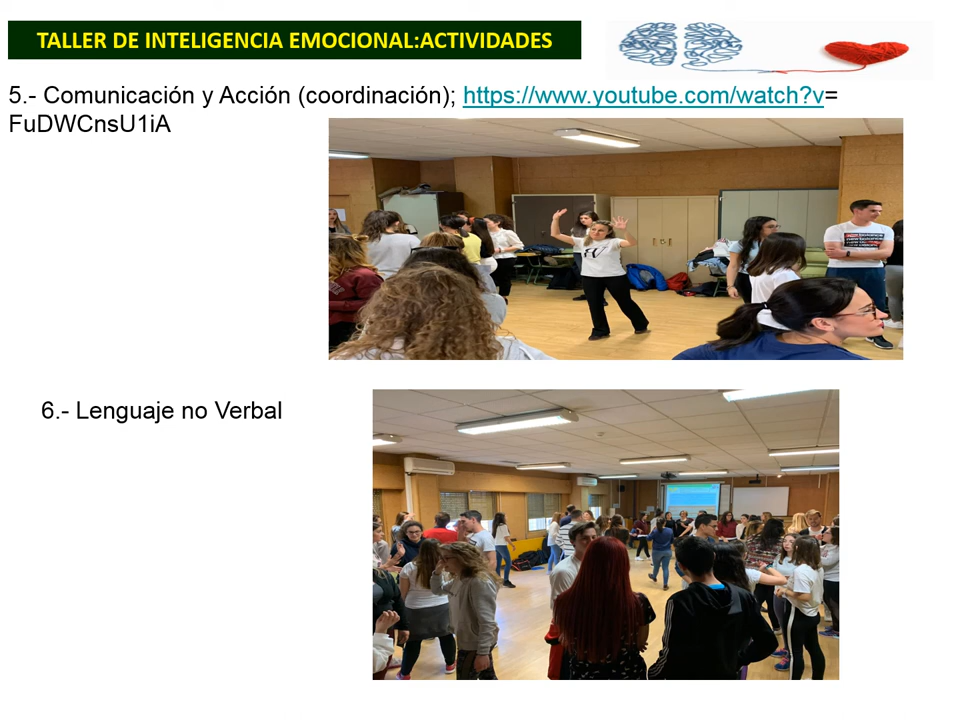 TALLER DE INTELIGENCIA EMOCIONAL:ACTIVIDADES
5.- Comunicación y Acción (coordinación); https://www.youtube.com/watch?v=
FuDWCnsU1iA
6.- Lenguaje no Verbal